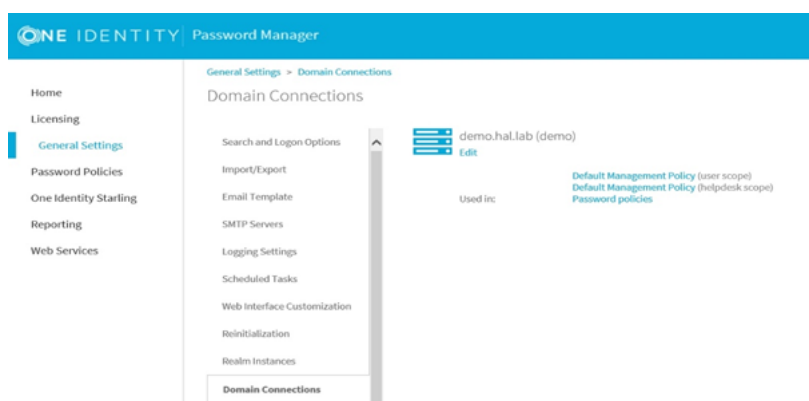 ONE IDENTITY Password Manager
General Settings > Domain Connections
Domain Connections
Home
Licensing
General Settings
Password Policies
One Identity Starling
Reporting
Web Services
Search and Logon Options
Import/Export
Email Template
SMTP Servers
Logging Settings
Scheduled Tasks
Web Interface Customization
Reinitialization
Realm Instances
Domain Connections
demo.hal.lab (demo)
Edit
Used in:
Default Management Policy (user scope)
Default Management Policy (helpdesk scope)
Password policies